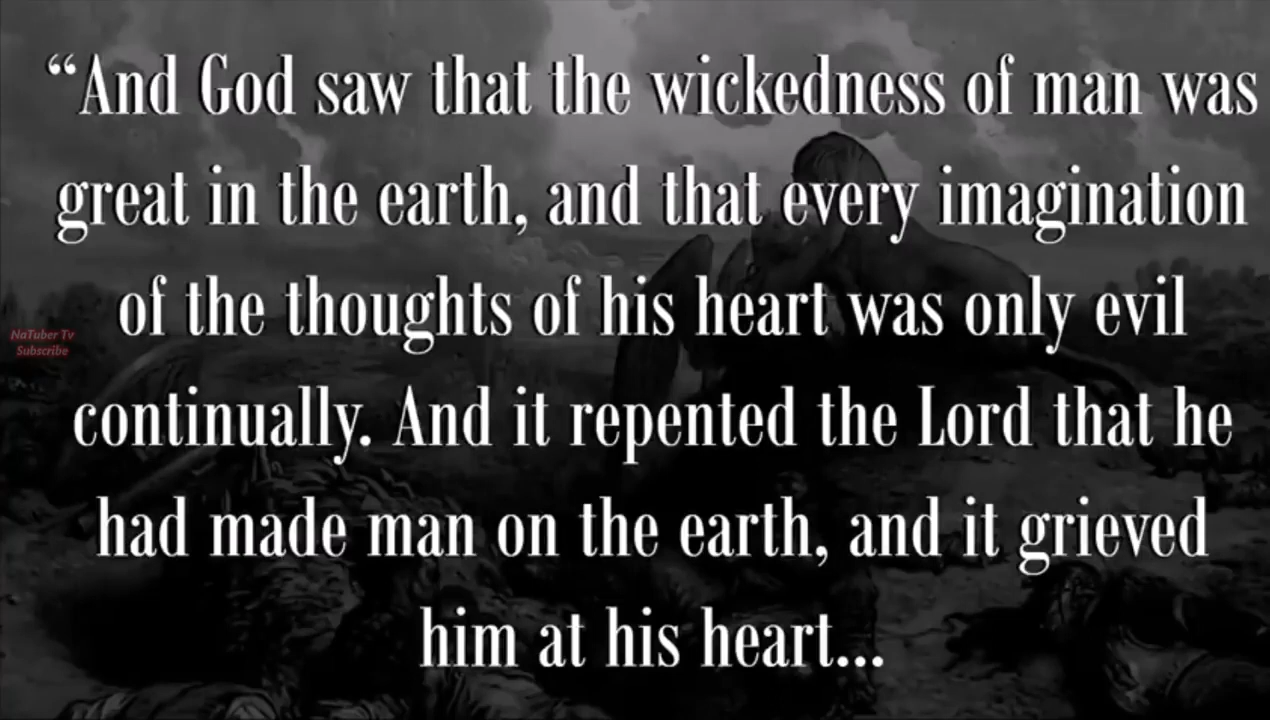 “And God saw that the wickedness of man was
great in the earth, and that every imagination
of the thoughts of his heart was only evil
continually. And it repented the Lord that he
had made man on the earth, and it grieved
him at his heart...
NaTuber Tv
Subscribe